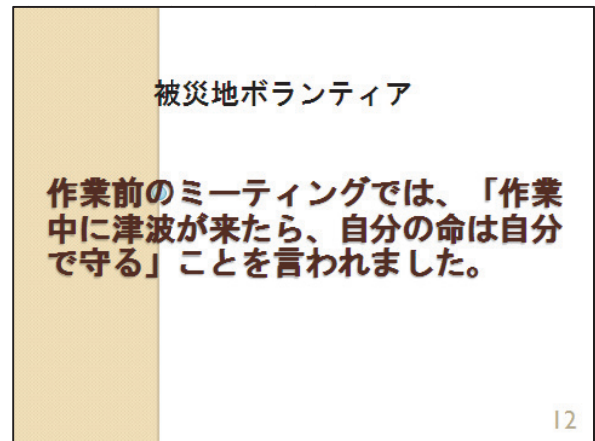 被災地ボランティア
作業前のミーティングでは、「作業
中に津波が来たら、自分の命は自分
で守る」ことを言われました。
12